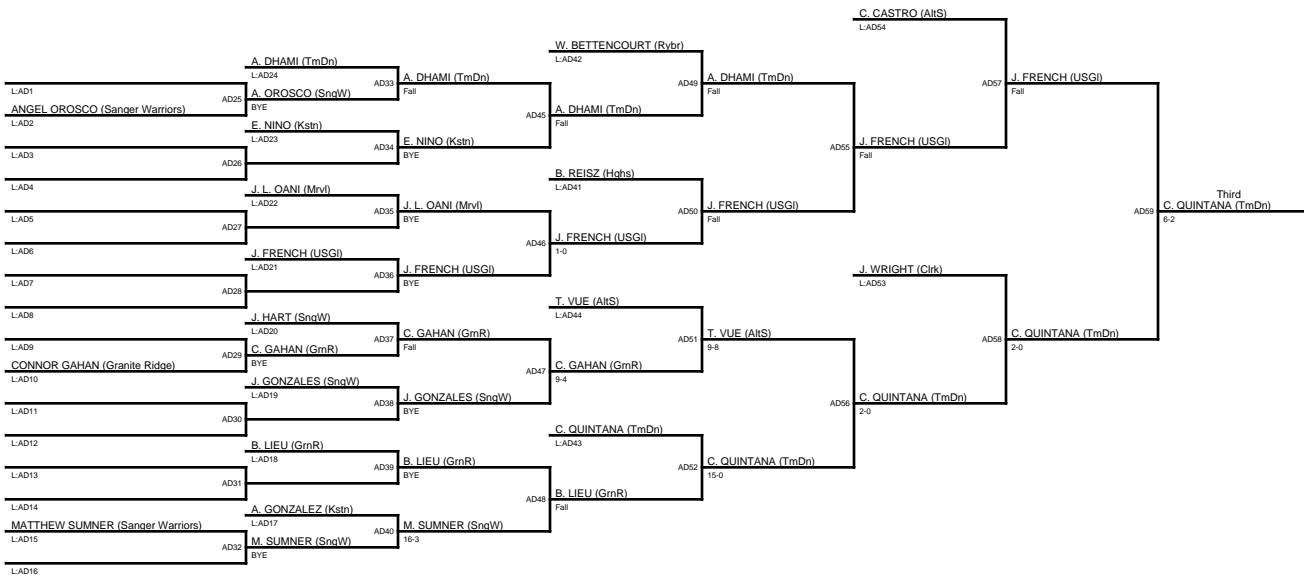 L:AD1
ANGEL OROSCO (Sanger Warriors)
L:AD2
L:AD3
L:AD4
L:AD5
L:AD6
L:AD7
L:AD8
L:AD9
CONNOR GAHAN (Granite Ridge)
L:AD10
L:AD11
L:AD12
L:AD13
L:AD14
MATTHEW SUMNER (Sanger Warriors)
L:AD15
L:AD16
AD25
AD26
AD27
AD28
AD29
AD30
AD31
AD32
A. DHAMI (TmDn)
L:AD24
A. OROSCO (SngW)
BYE
E. NINO (Kstn)
L:AD23
J. L. OANI (Mrvl)
L:AD22
J. FRENCH (USGI)
L:AD21
J. HART (SngW)
L:AD20
C. GAHAN (GrnR)
BYE
J. GONZALES (SngW)
L:AD19
B. LIEU (GrnR)
L:AD18
A. GONZALEZ (Kstn)
L:AD17
M. SUMNER (SngW)
BYE
AD33
AD34
AD35
AD36
AD37
AD38
AD39
AD40
A. DHAMI (TmDn)
Fall
E. NINO (Kstn)
BYE
J. L. OANI (Mrvl)
BYE
J. FRENCH (USGI)
BYE
C. GAHAN (GrnR)
Fall
J. GONZALES (SngW)
BYE
B. LIEU (GrnR)
BYE
M. SUMNER (SngW)
16-3
AD45
AD46
AD47
AD48
W. BETTENCOURT (Rybr)
L:AD42
A. DHAMI (TmDn)
Fall
B. REISZ (Hghs)
L:AD41
J. FRENCH (USGI)
1-0
T. VUE (AltS)
L:AD44
C. GAHAN (GrnR)
9-4
C. QUINTANA (TmDn)
L:AD43
B. LIEU (GrnR)
Fall
AD49
AD50
AD51
AD52
A. DHAMI (TmDn)
Fall
J. FRENCH (USGI)
Fall
T. VUE (AltS)
9-8
C. QUINTANA (TmDn)
15-0
AD55
AD56
C. CASTRO (AltS)
L:AD54
J. FRENCH (USGI)
Fall
J. WRIGHT (Clrk)
L:AD53
C. QUINTANA (TmDn)
2-0
AD57
AD58
J. FRENCH (USGI)
Fall
C. QUINTANA (TmDn)
2-0
AD59
Third
C. QUINTANA (TmDn)
6-2